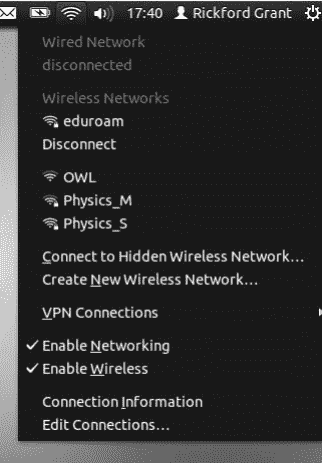 17:40 Rickford Grant
Wired Network
disconnected
Wireless Networks
eduroam
Disconnect
OWL
Physics_M
Physics_S
Connect to Hidden Wireless Network...
Create New Wireless Network...
VPN Connections
Enable Networking
Enable Wireless
Connection Information
Edit Connections...